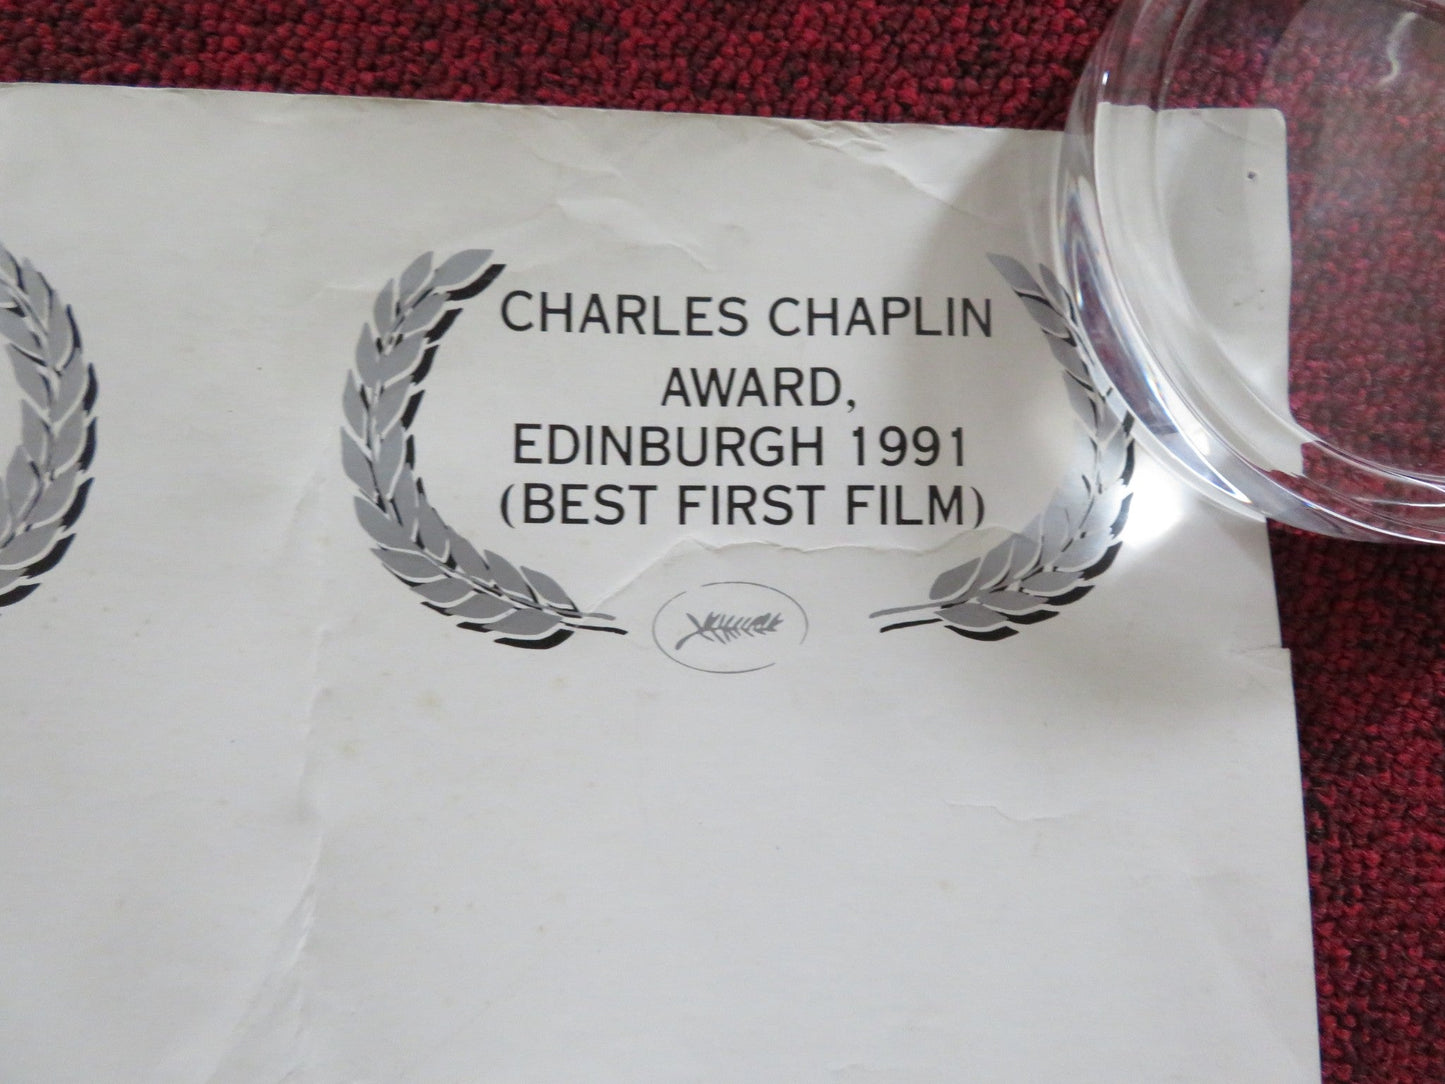 CHARLES CHAPLIN
AWARD,
EDINBURGH 1991
(BEST FIRST FILM)